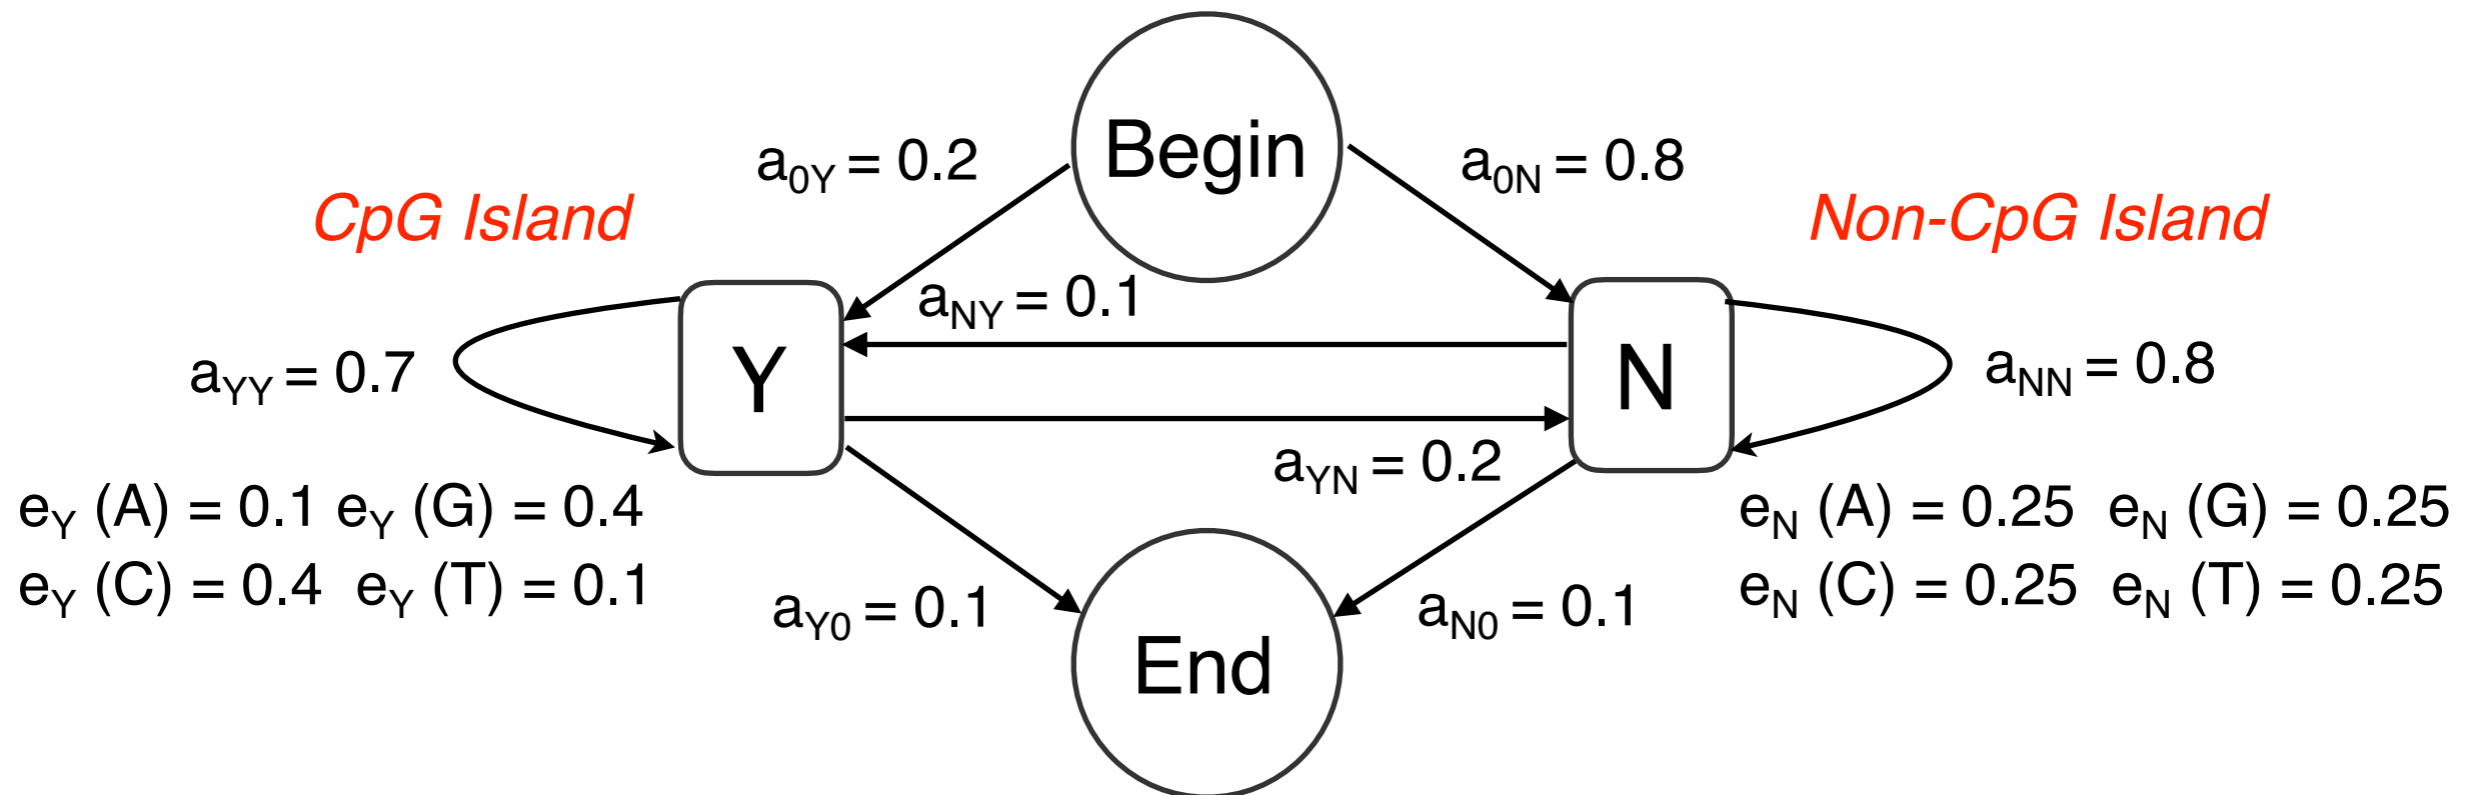 Begin
a0Y = 0.2
a0N = 0.8
CpG Island
Non-CpG Island
aNY = 0.1
Y
N
aYY = 0.7
aNN = 0.8
aYN = 0.2
eY (A) = 0.1 eY (G) = 0.4
eY (C) = 0.4 eY (T) = 0.1
eN (A) = 0.25 eN (G) = 0.25
eN (C) = 0.25 eN (T) = 0.25
aY0 = 0.1
aN0 = 0.1
End